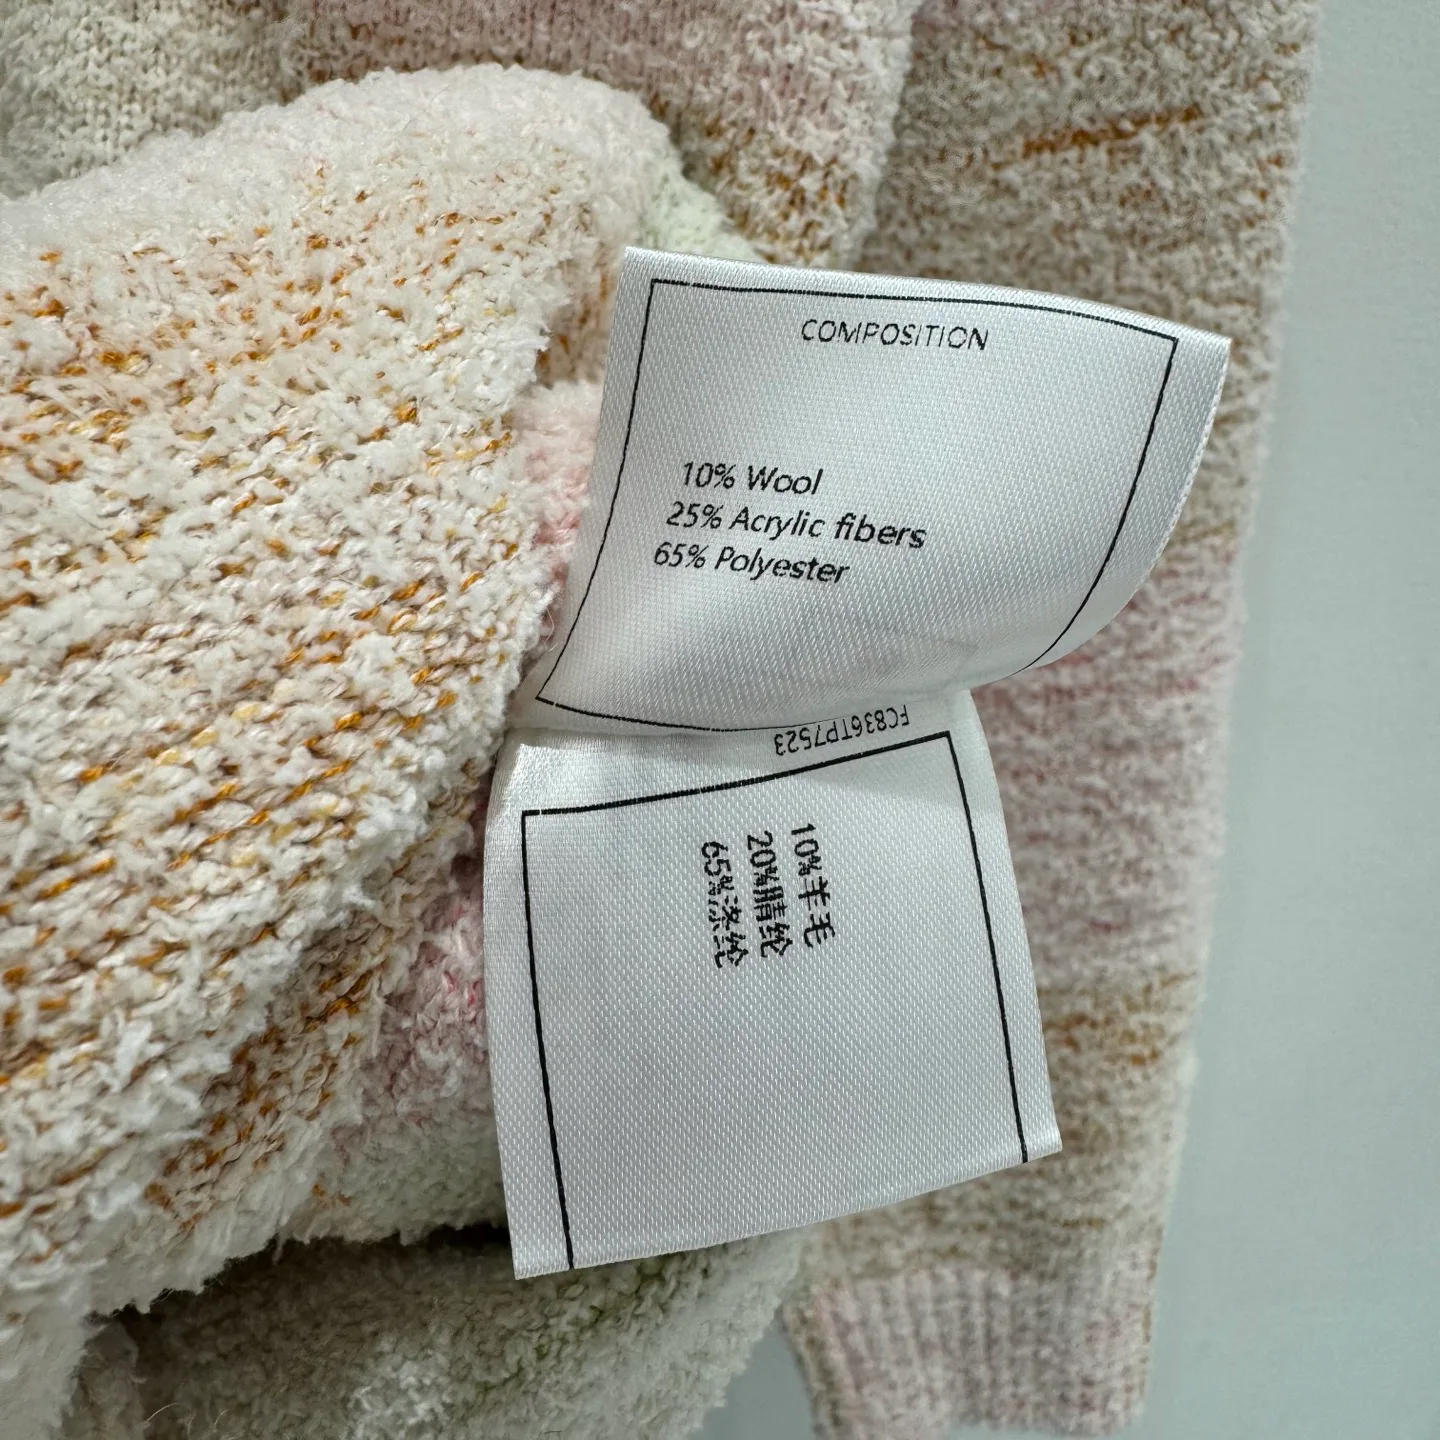 COMPOSITION
10% Wool
25% Acrylic fibers
65% Polyester
FC836TP7523
10%羊毛
20%腈纶
65%涤纶